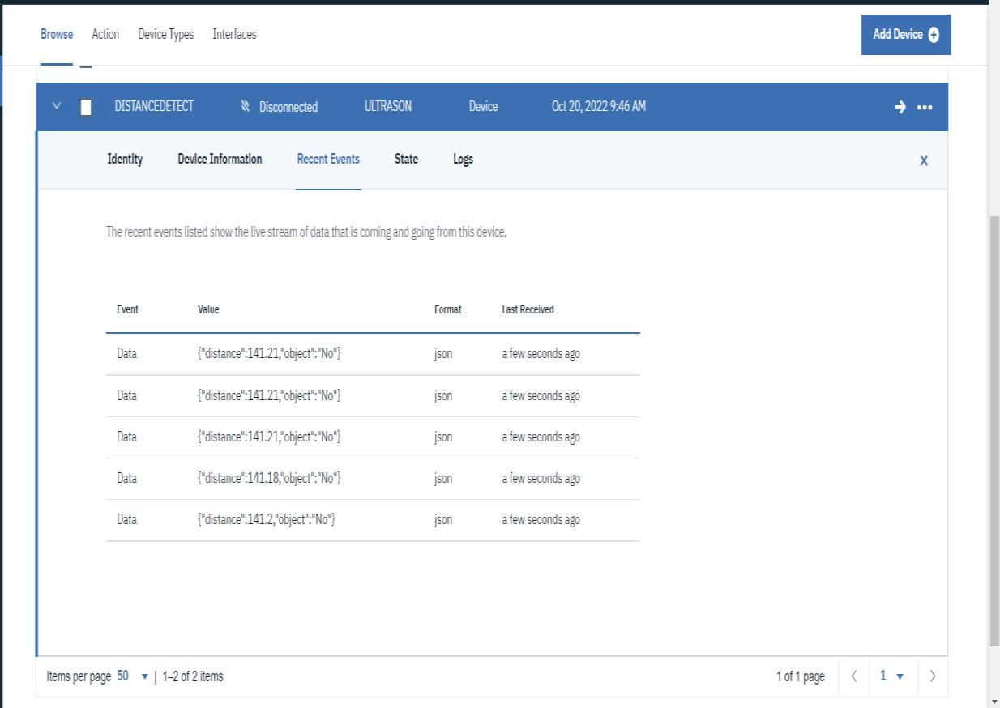 Browse Action Device Types Interfaces Add Device
DISTANCEDETECT Disconnected ULTRASON Device Oct 20, 2022 9:46 AM
Identity Device Information Recent Events State Logs X
The recent events listed show the live stream of data that is coming and going from this device.
Event Value Format Last Received
Data {"distance":141.21,"object":"No"} json a few seconds ago
Data {"distance":141.21,"object":"No"} json a few seconds ago
Data {"distance":141.21,"object":"No"} json a few seconds ago
Data {"distance":141.18,"object":"No"} json a few seconds ago
Data {"distance":141.2,"object":"No"} json a few seconds ago
Items per page 50 | 1–2 of 2 items 1 of 1 page 1